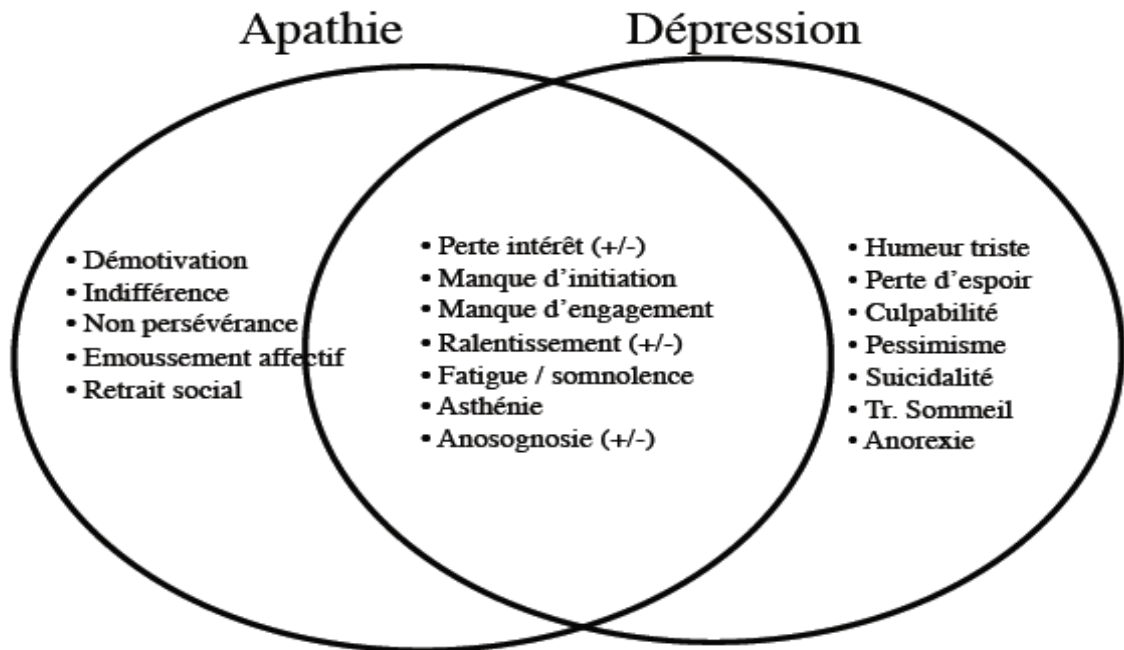 Apathie
Dépression
• Démotivation
• Indifférence
• Non persévérance
• Emoussement affectif
• Retrait social
• Perte intérêt (+/-)
• Manque d'initiation
• Manque d'engagement
• Ralentissement (+/-)
• Fatigue / somnolence
• Asthénie
• Anosognosie (+/-)
• Humeur triste
• Perte d'espoir
• Culpabilité
• Pessimisme
• Suicidalité
• Tr. Sommeil
• Anorexie